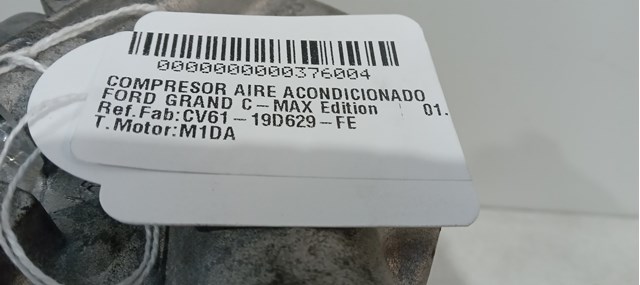 0000000000376004
COMPRESOR AIRE ACONDICIONADO
FORD GRAND C-MAX Edition 01.
Ref.Fab:CV61-19D629-FE
T.Motor:M1DA